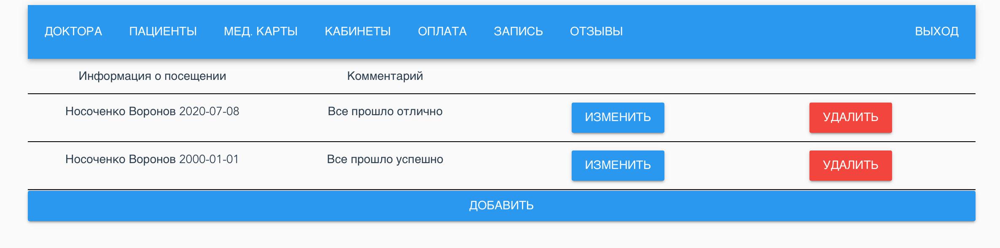 ДОКТОРА ПАЦИЕНТЫ МЕД. КАРТЫ КАБИНЕТЫ ОПЛАТА ЗАПИСЬ ОТЗЫВЫ ВЫХОД
Информация о посещении Комментарий
Носоченко Воронов 2020-07-08 Все прошло отлично ИЗМЕНИТЬ УДАЛИТЬ
Носоченко Воронов 2000-01-01 Все прошло успешно ИЗМЕНИТЬ УДАЛИТЬ
ДОБАВИТЬ